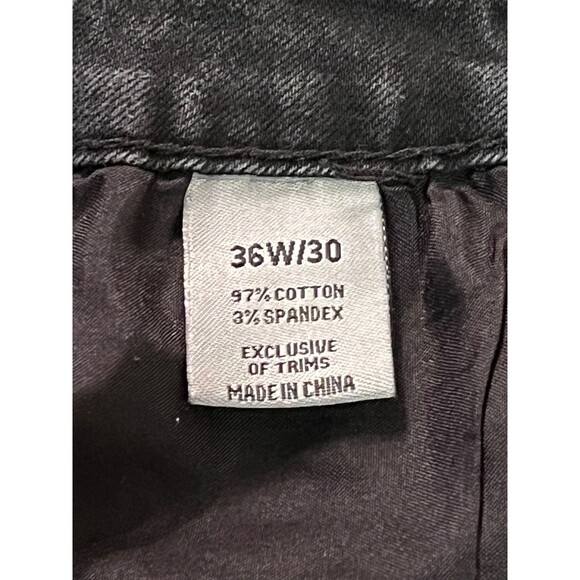 36W/30
97% COTTON
3% SPANDEX
EXCLUSIVE
OF TRIMS
MADE IN CHINA